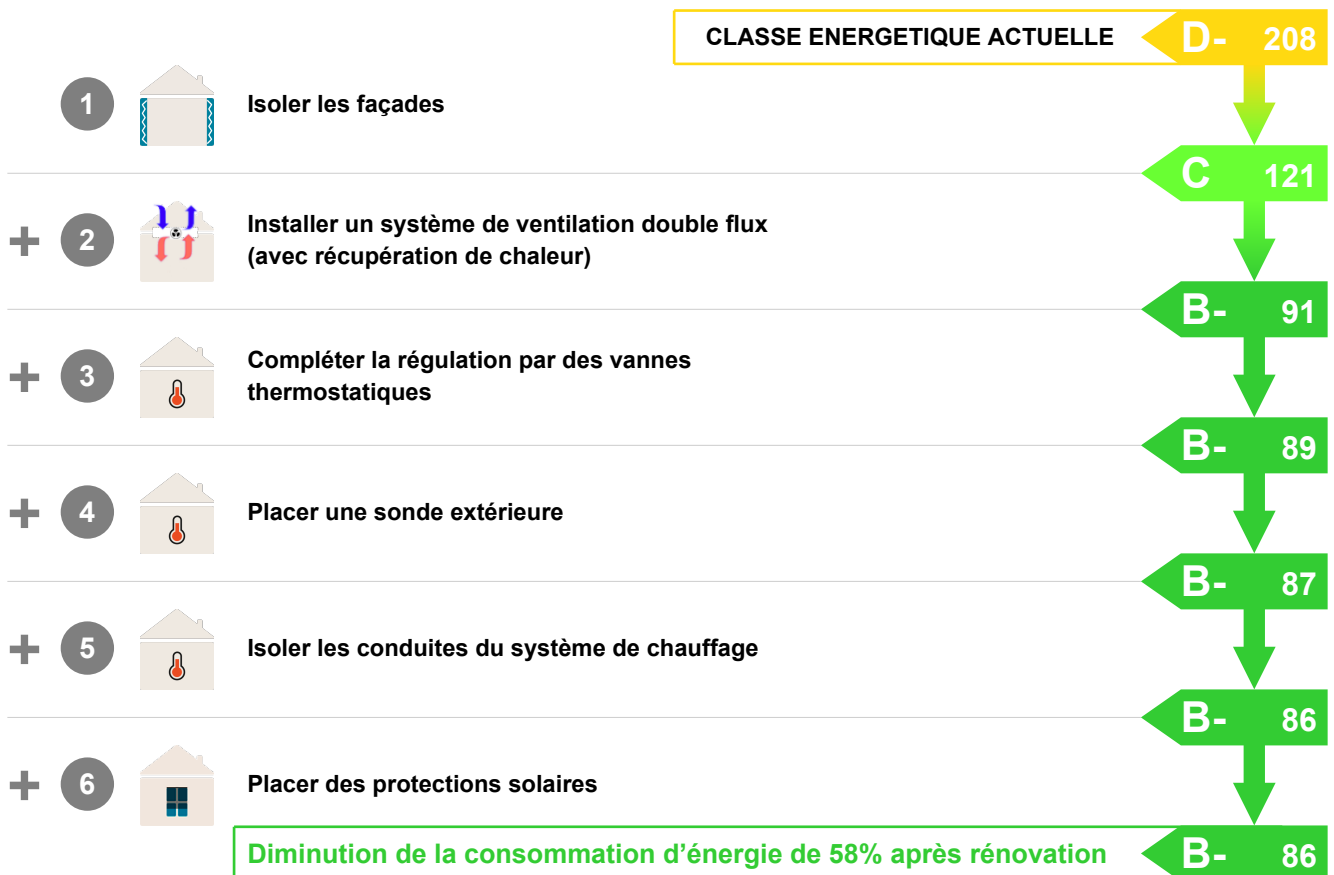 CLASSE ENERGETIQUE ACTUELLE D- 208
1 Isoler les façades
C 121
+ 2 Installer un système de ventilation double flux
(avec récupération de chaleur)
B- 91
+ 3 Compléter la régulation par des vannes
thermostatiques
B- 89
+ 4 Placer une sonde extérieure
B- 87
+ 5 Isoler les conduites du système de chauffage
B- 86
+ 6 Placer des protections solaires
Diminution de la consommation d’énergie de 58% après rénovation B- 86